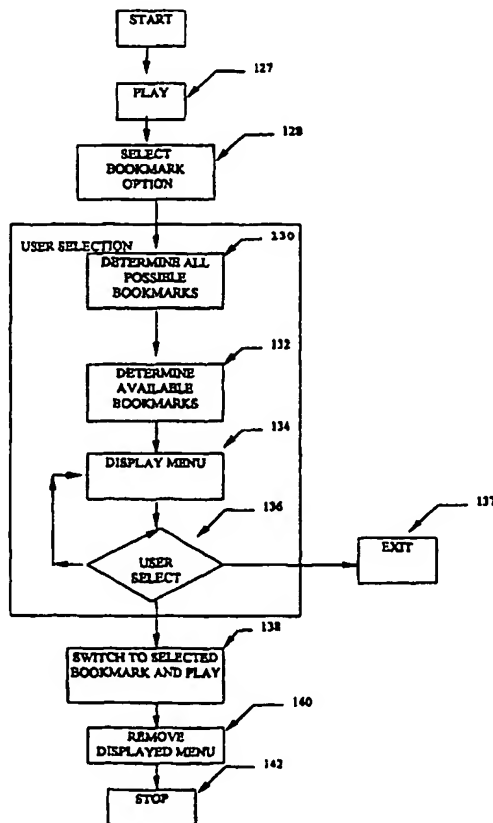 START
PLAY
127
SELECT
BOOKMARK
OPTION
128
USER SELECTION
DETERMINE ALL
POSSIBLE
BOOKMARKS
230
DETERMINE
AVAILABLE
BOOKMARKS
132
DISPLAY MENU
134
USER
SELECT
136
EXIT
137
SWITCH TO SELECTED
BOOKMARK AND PLAY
138
REMOVE
DISPLAYED MENU
140
STOP
142